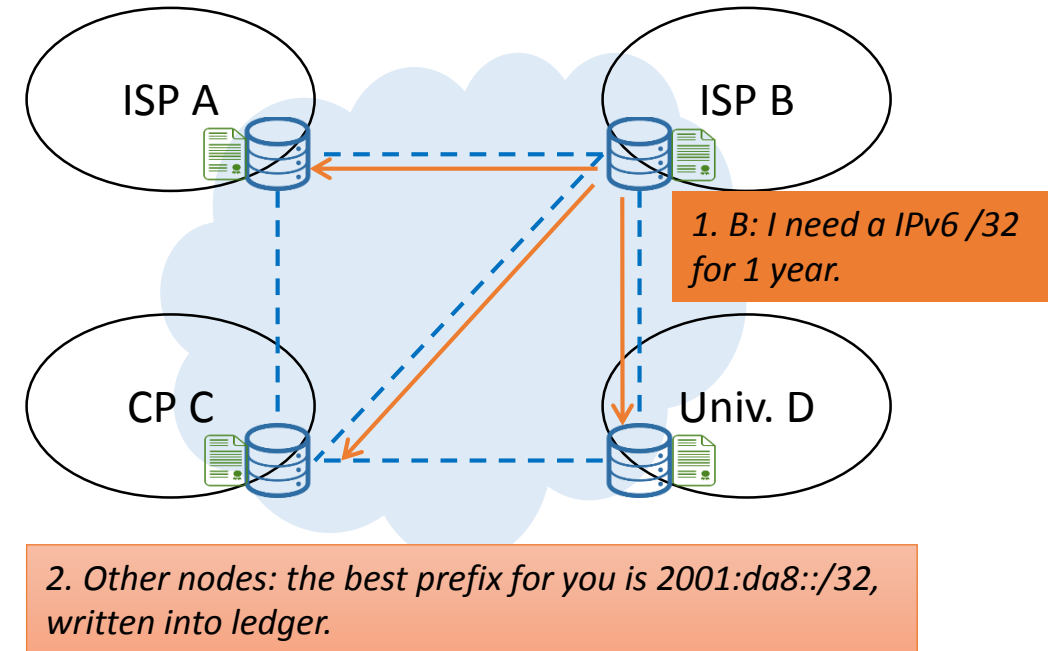 ISP A
ISP B
1. B: I need a IPv6 /32
for 1 year.
CP C
Univ. D
2. Other nodes: the best prefix for you is 2001:da8::/32,
written into ledger.